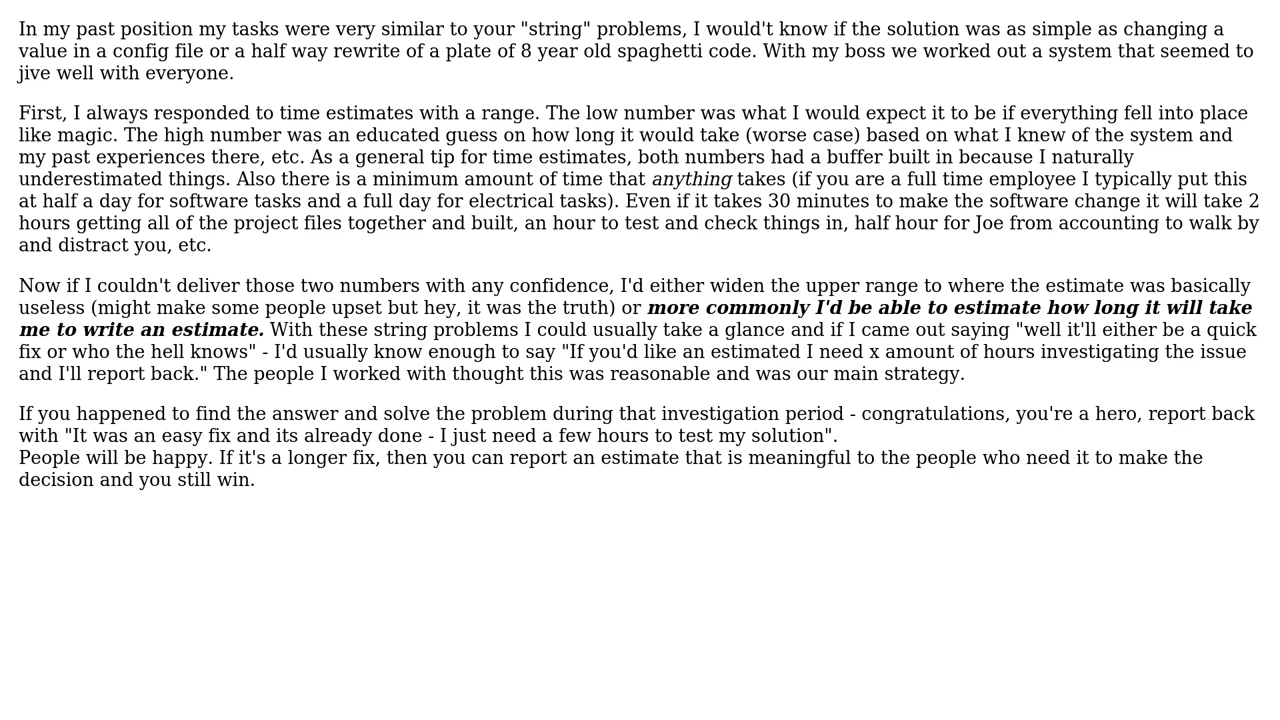 In my past position my tasks were very similar to your "string" problems, I would't know if the solution was as simple as changing a
value in a config file or a half way rewrite of a plate of 8 year old spaghetti code. With my boss we worked out a system that seemed to
jive well with everyone.
First, I always responded to time estimates with a range. The low number was what I would expect it to be if everything fell into place
like magic. The high number was an educated guess on how long it would take (worse case) based on what I knew of the system and
my past experiences there, etc. As a general tip for time estimates, both numbers had a buffer built in because I naturally
underestimated things. Also there is a minimum amount of time that anything takes (if you are a full time employee I typically put this
at half a day for software tasks and a full day for electrical tasks). Even if it takes 30 minutes to make the software change it will take 2
hours getting all of the project files together and built, an hour to test and check things in, half hour for Joe from accounting to walk by
and distract you, etc.
Now if I couldn't deliver those two numbers with any confidence, I'd either widen the upper range to where the estimate was basically
useless (might make some people upset but hey, it was the truth) or more commonly I'd be able to estimate how long it will take
me to write an estimate. With these string problems I could usually take a glance and if I came out saying "well it'll either be a quick
fix or who the hell knows" - I'd usually know enough to say "If you'd like an estimated I need x amount of hours investigating the issue
and I'll report back." The people I worked with thought this was reasonable and was our main strategy.
If you happened to find the answer and solve the problem during that investigation period - congratulations, you're a hero, report back
with "It was an easy fix and its already done - I just need a few hours to test my solution".
People will be happy. If it's a longer fix, then you can report an estimate that is meaningful to the people who need it to make the
decision and you still win.